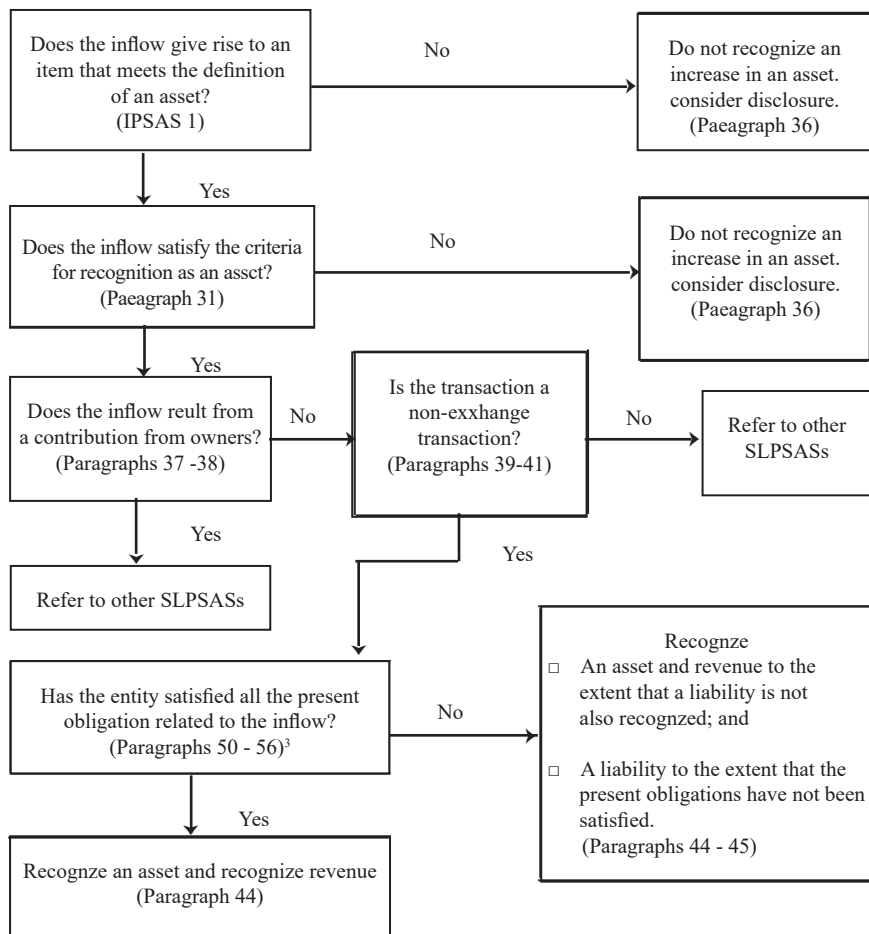 Does the inflow give rise to an
item that meets the definition
of an asset?
(IPSAS 1)
No
Do not recognize an
increase in an asset.
consider disclosure.
(Paeagraph 36)
Yes
Does the inflow satisfy the criteria
for recognition as an assct?
(Paeagraph 31)
No
Do not recognize an
increase in an asset.
consider disclosure.
(Paeagraph 36)
Yes
Does the inflow reult from
a contribution from owners?
(Paragraphs 37 -38)
No
Is the transaction a
non-exxhange
transaction?
(Paragraphs 39-41)
No
Refer to other
SLPSASs
Yes
Refer to other SLPSASs
Yes
Has the entity satisfied all the present
obligation related to the inflow?
(Paragraphs 50 - 56)³
No
Recognze
□ An asset and revenue to the
extent that a liability is not
also recognzed; and
□ A liability to the extent that the
present obligations have not been
satisfied.
(Paragraphs 44 - 45)
Yes
Recognze an asset and recognize revenue
(Paragraph 44)